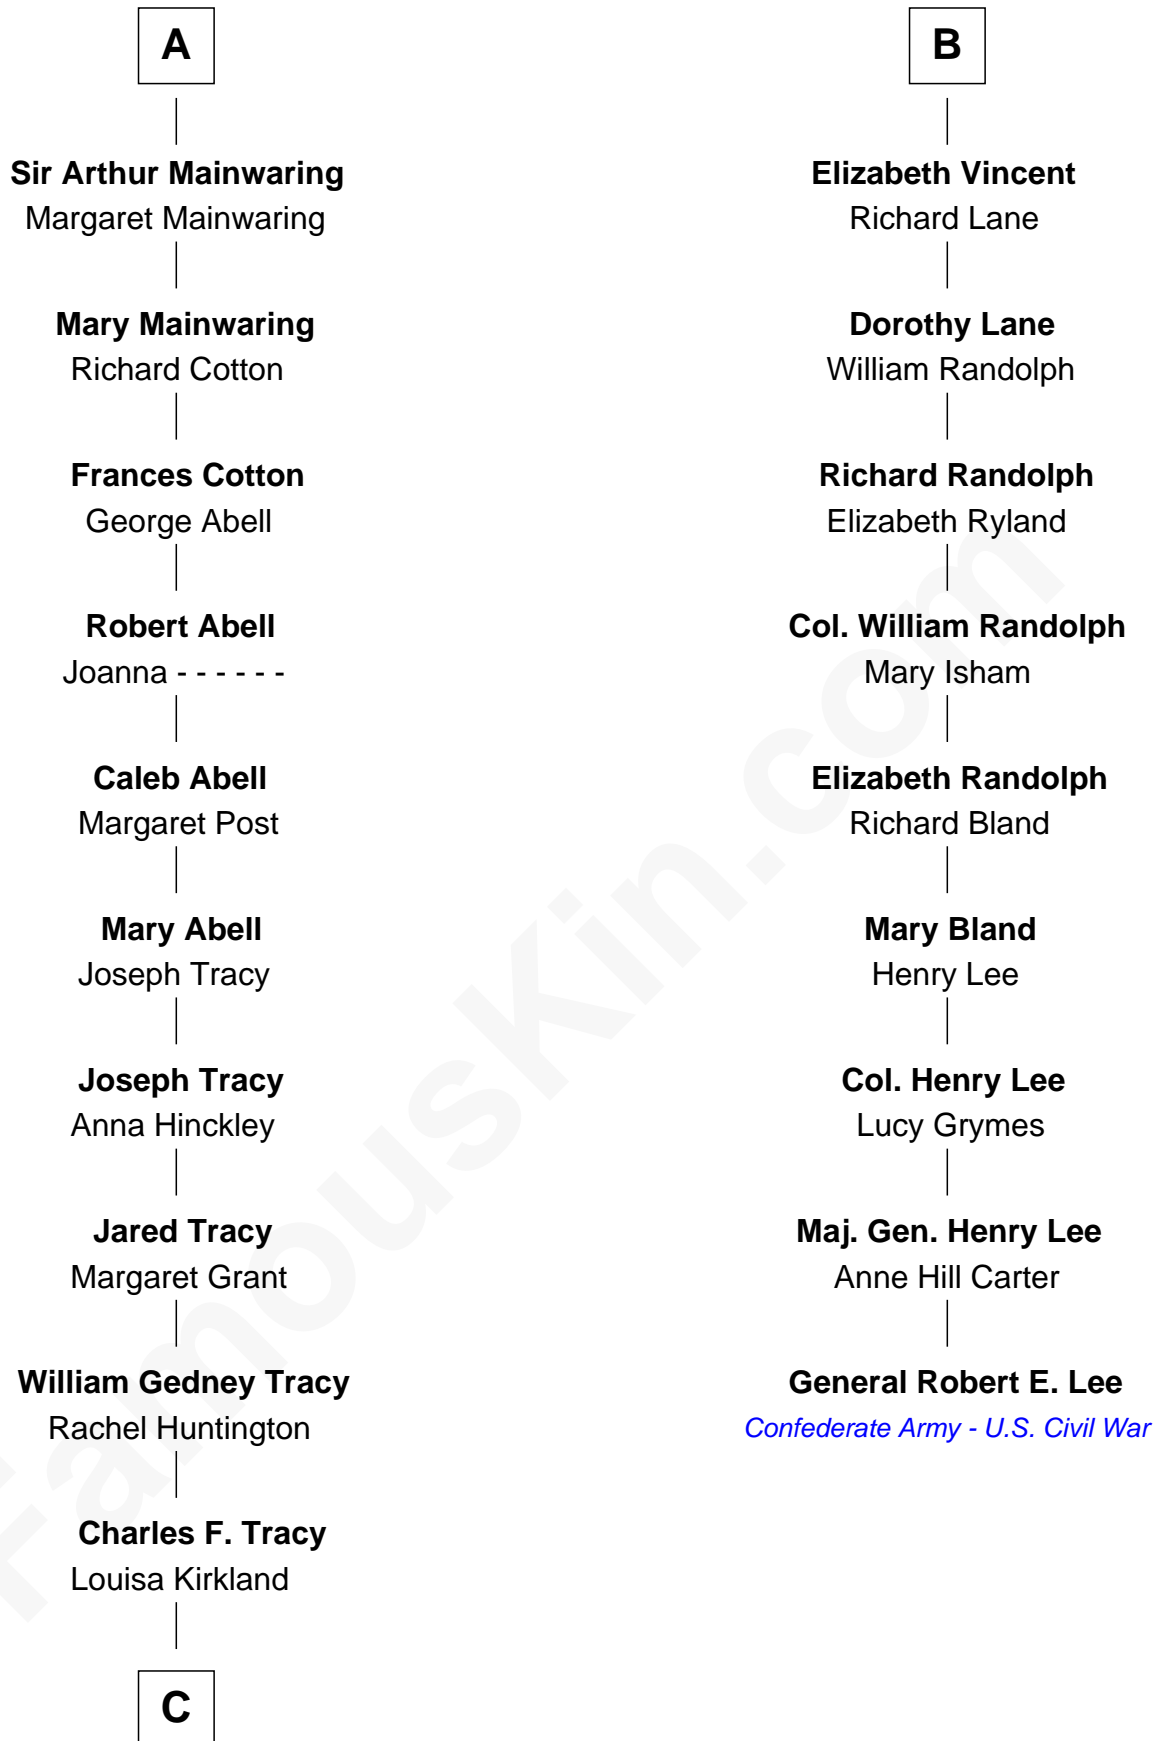 A
Sir Arthur Mainwaring
Margaret Mainwaring
Mary Mainwaring
Richard Cotton
Frances Cotton
George Abell
Robert Abell
Joanna - - - - - -
Caleb Abell
Margaret Post
Mary Abell
Joseph Tracy
Joseph Tracy
Anna Hinckley
Jared Tracy
Margaret Grant
William Gedney Tracy
Rachel Huntington
Charles F. Tracy
Louisa Kirkland
C
B
Elizabeth Vincent
Richard Lane
Dorothy Lane
William Randolph
Richard Randolph
Elizabeth Ryland
Col. William Randolph
Mary Isham
Elizabeth Randolph
Richard Bland
Mary Bland
Henry Lee
Col. Henry Lee
Lucy Grymes
Maj. Gen. Henry Lee
Anne Hill Carter
General Robert E. Lee
Confederate Army - U.S. Civil War
FamousKin.com